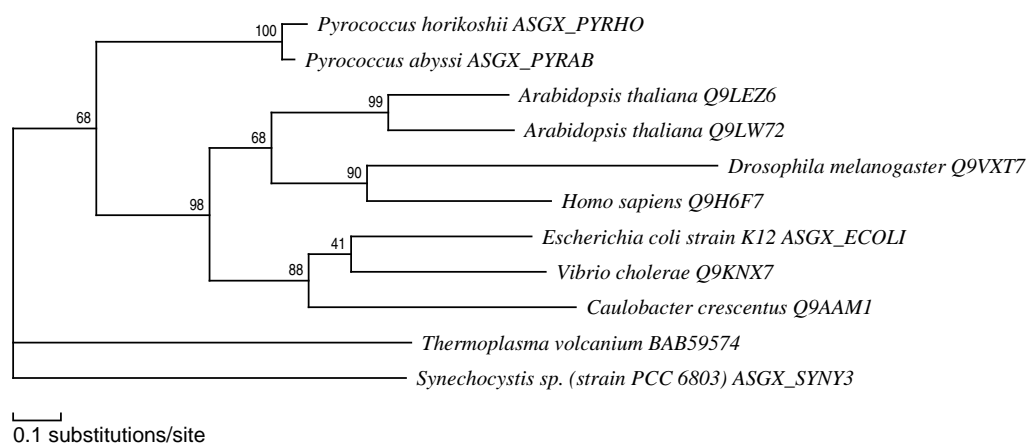 Pyrococcus horikoshii ASGX_PYRHO
100
Pyrococcus abyssi ASGX_PYRAB
Arabidopsis thaliana Q9LEZ6
99
68
Arabidopsis thaliana Q9LW72
68
Drosophila melanogaster Q9VXT7
90
Homo sapiens Q9H6F7
98
Escherichia coli strain K12 ASGX_ECOLI
41
Vibrio cholerae Q9KNX7
88
Caulobacter crescentus Q9AAM1
Thermoplasma volcanium BAB59574
Synechocystis sp. (strain PCC 6803) ASGX_SYNY3
0.1 substitutions/site